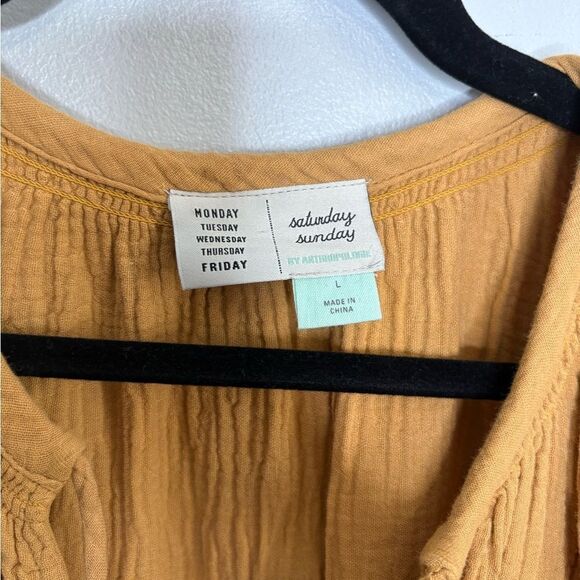 MONDAY
TUESDAY
WEDNESDAY
THURSDAY
FRIDAY
saturday
sunday
BY ANTHROPOLOGIE
L
MADE IN
CHINA